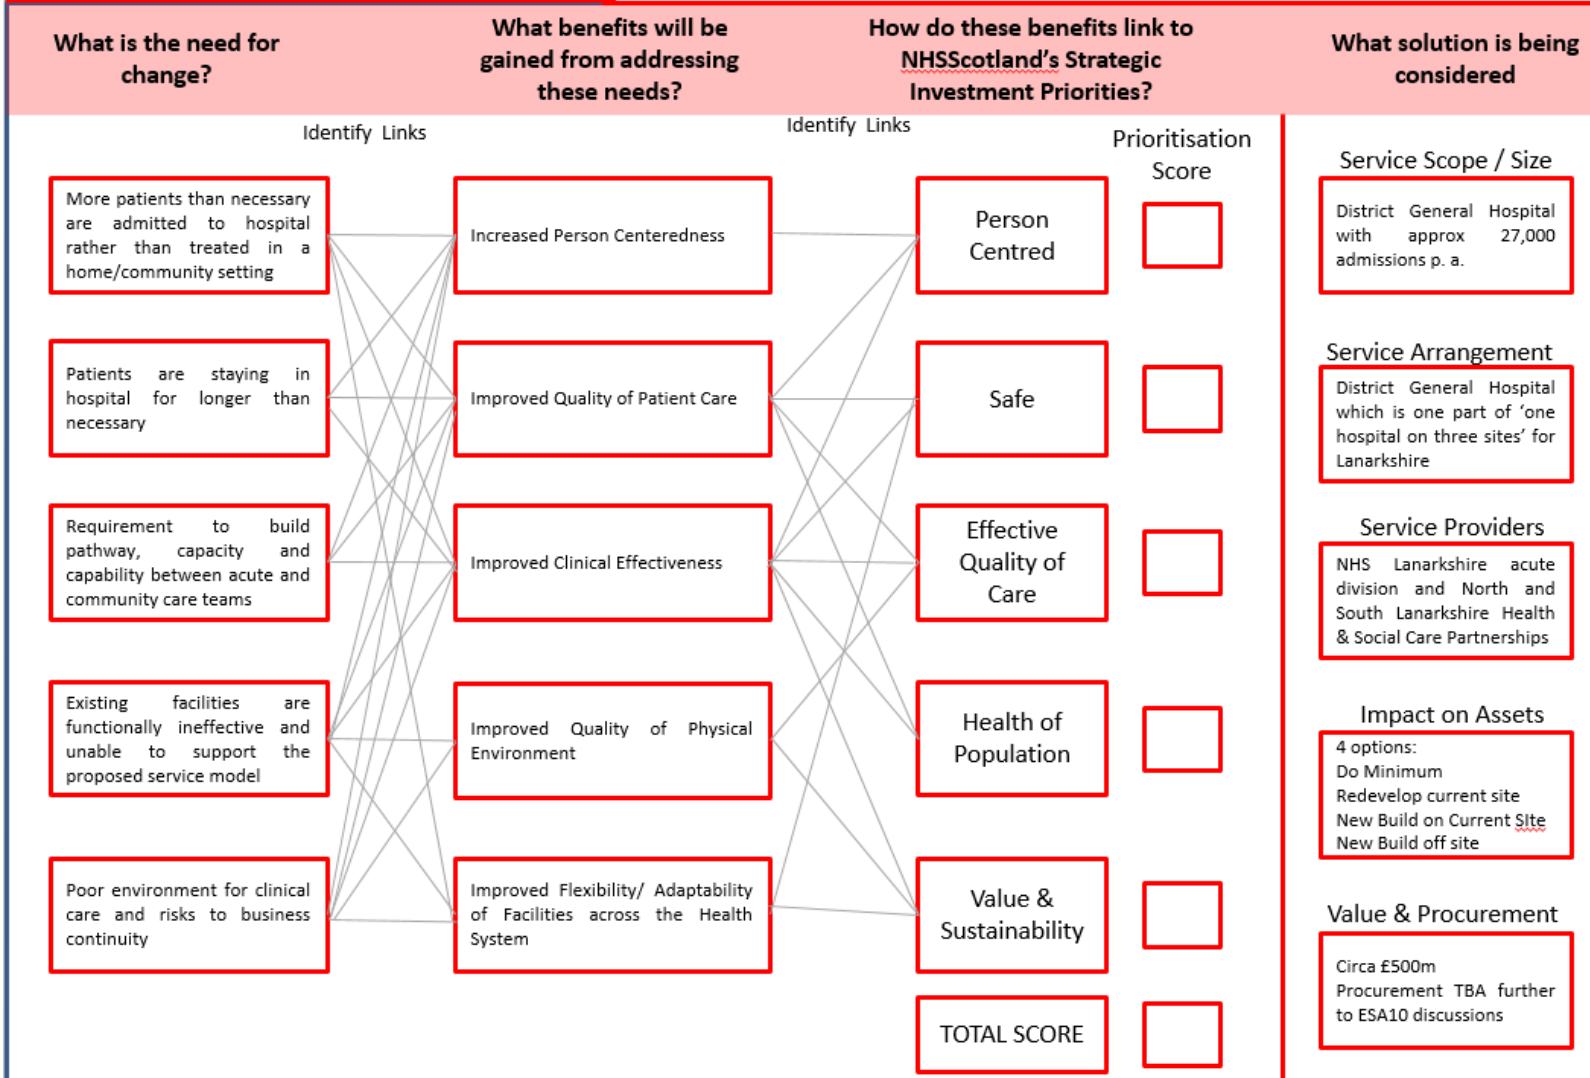 What is the need for
change?
What benefits will be
gained from addressing
these needs?
How do these benefits link to
NHSScotland's Strategic
Investment Priorities?
What solution is being
considered
Identify Links
Identify Links
Prioritisation
Score
More patients than necessary
are admitted to hospital
rather than treated in a
home/community setting
Increased Person Centeredness
Person
Centred
Patients are staying in
hospital for longer than
necessary
Improved Quality of Patient Care
Safe
Requirement to build
pathway, capacity and
capability between acute and
community care teams
Improved Clinical Effectiveness
Effective
Quality of
Care
Existing facilities are
functionally ineffective and
unable to support the
proposed service model
Improved Quality of Physical
Environment
Health of
Population
Poor environment for clinical
care and risks to business
continuity
Improved Flexibility/ Adaptability
of Facilities across the Health
System
Value &
Sustainability
TOTAL SCORE
Service Scope / Size
District General Hospital
with approx 27,000
admissions p. a.
Service Arrangement
District General Hospital
which is one part of 'one
hospital on three sites' for
Lanarkshire
Service Providers
NHS Lanarkshire acute
division and North and
South Lanarkshire Health
& Social Care Partnerships
Impact on Assets
4 options:
Do Minimum
Redevelop current site
New Build on Current SIte
New Build off site
Value & Procurement
Circa £500m
Procurement TBA further
to ESA10 discussions